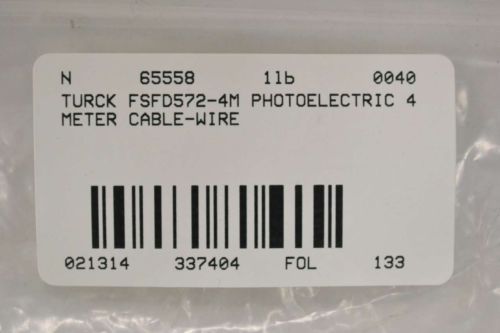 N 65558 1lb 0040
TURCK FSFD572-4M PHOTOELECTRIC 4
METER CABLE-WIRE
021314 337404 FOL 133